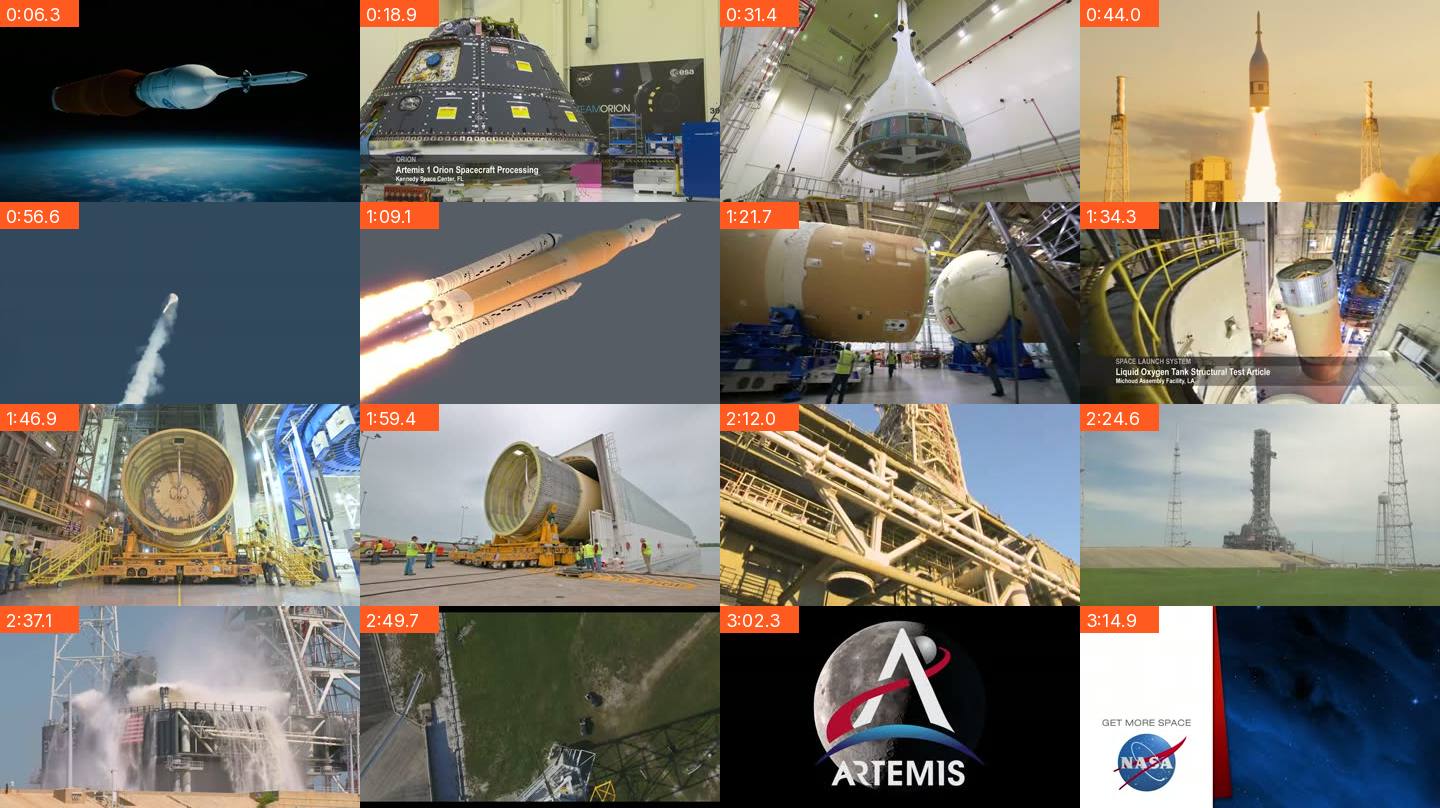 0:06.3
0:18.9
esa
TEAMORION
ORION
Artemis 1 Orion Spacecraft Processing
Kennedy Space Center, FL
0:31.4
0:44.0
0:56.6
1:09.1
1:21.7
1:34.3
SPACE LAUNCH SYSTEM
Liquid Oxygen Tank Structural Test Article
Michoud Assembly Facility, LA
1:46.9
1:59.4
2:12.0
2:24.6
2:37.1
2:49.7
3:02.3
ARTEMIS
3:14.9
GET MORE SPACE
NASA